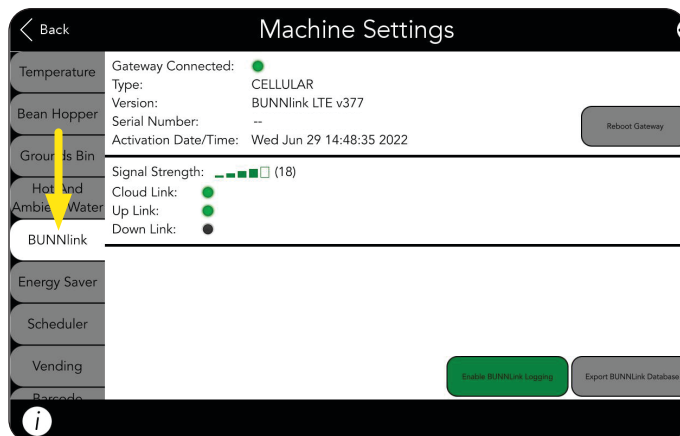 Back
Machine Settings
Temperature
Bean Hopper
Grounds Bin
Hot And
Ambient Water
BUNNlink
Energy Saver
Scheduler
Vending
Barcode
Gateway Connected:
Type: CELLULAR
Version: BUNNlink LTE v377
Serial Number: --
Activation Date/Time: Wed Jun 29 14:48:35 2022
Reboot Gateway
Signal Strength: (18)
Cloud Link:
Up Link:
Down Link:
Enable BUNNLink Logging
Export BUNNLink Database
i